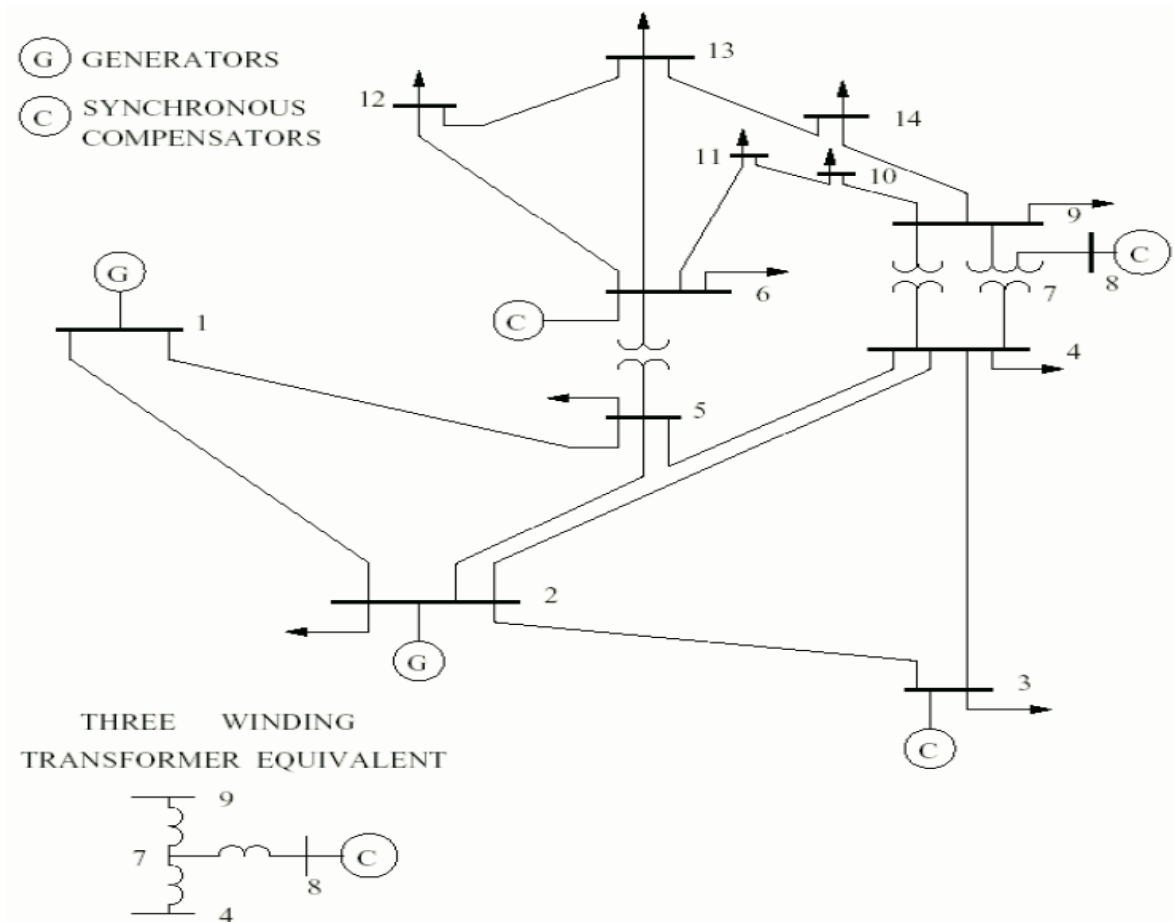 G GENERATORS
C SYNCHRONOUS
COMPENSATORS
13
12
14
11
10
9
G
C
8
7
6
C
1
4
5
2
G
3
C
THREE WINDING
TRANSFORMER EQUIVALENT
9
7
C
8
4